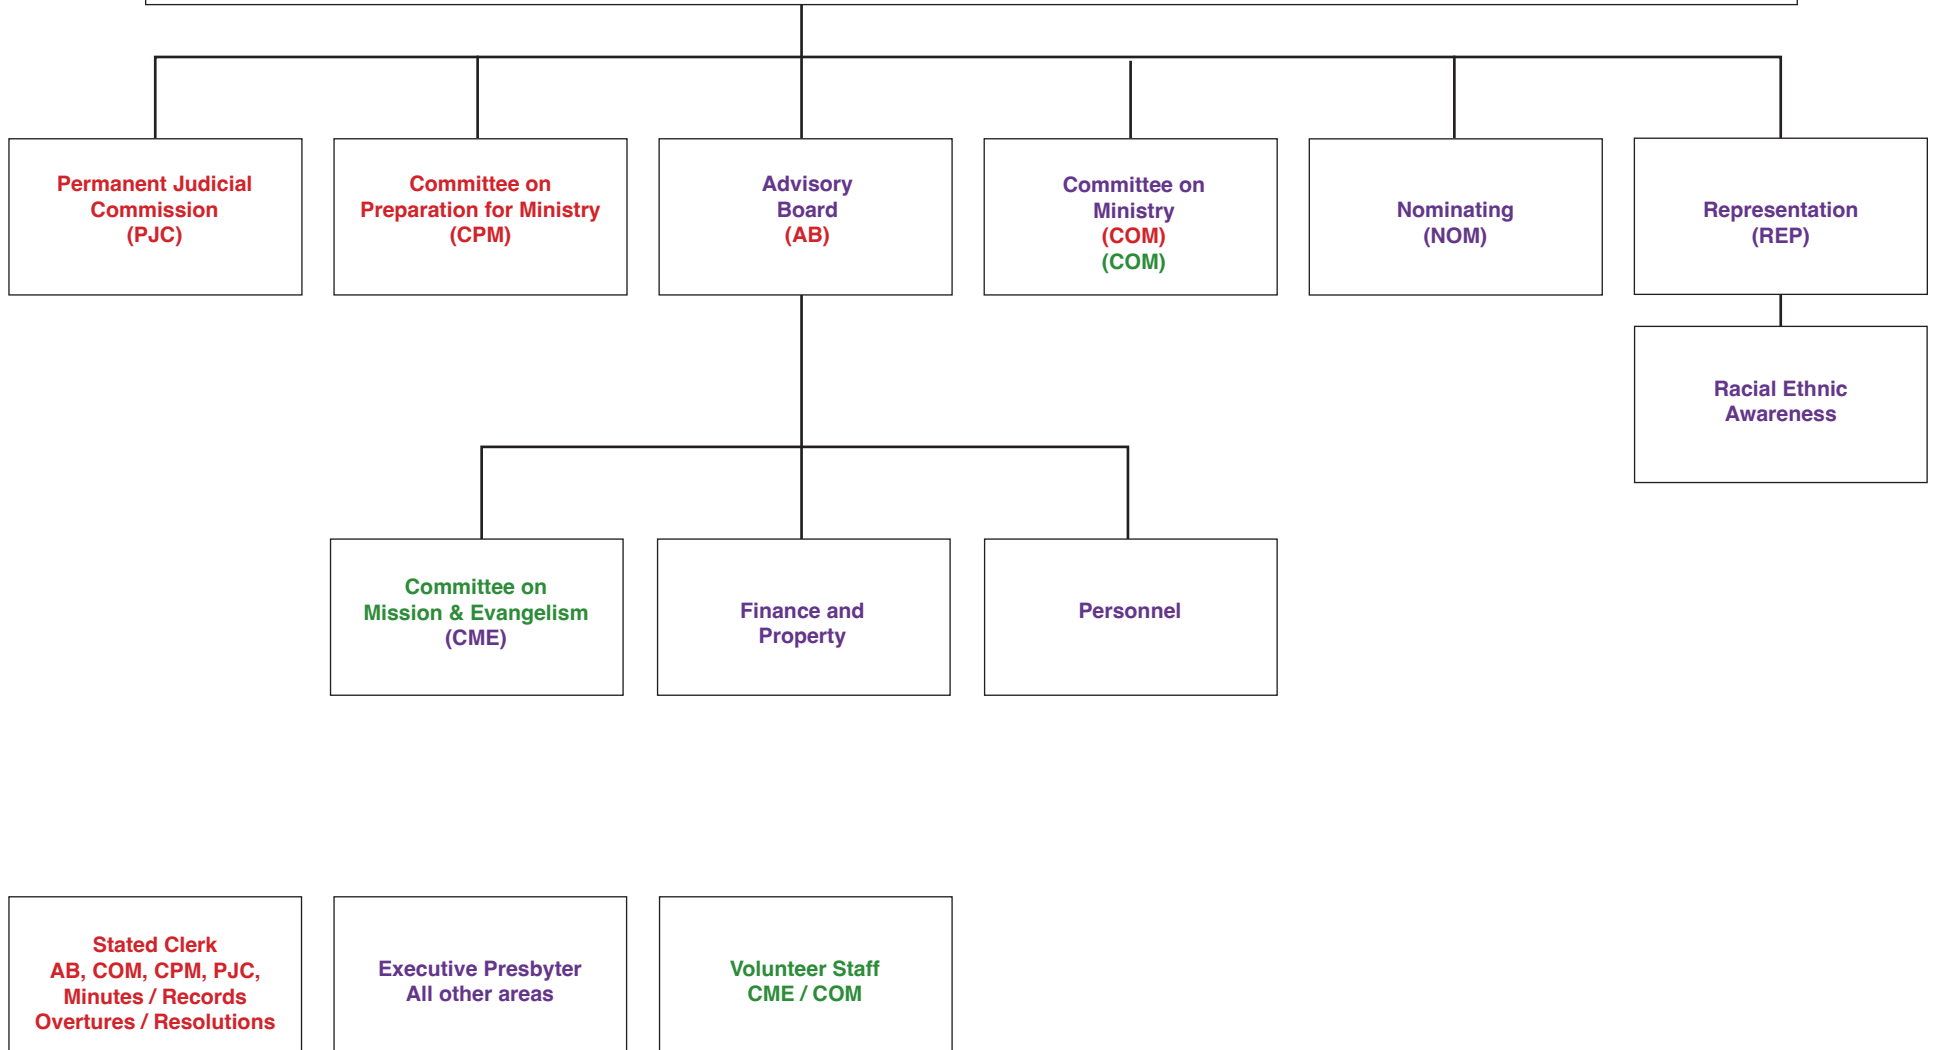 Permanent Judicial
Commission
(PJC)
Committee on
Preparation for Ministry
(CPM)
Advisory
Board
(AB)
Committee on
Ministry
(COM)
(COM)
Nominating
(NOM)
Representation
(REP)
Racial Ethnic
Awareness
Committee on
Mission & Evangelism
(CME)
Finance and
Property
Personnel
Stated Clerk
AB, COM, CPM, PJC,
Minutes / Records
Overtures / Resolutions
Executive Presbyter
All other areas
Volunteer Staff
CME / COM